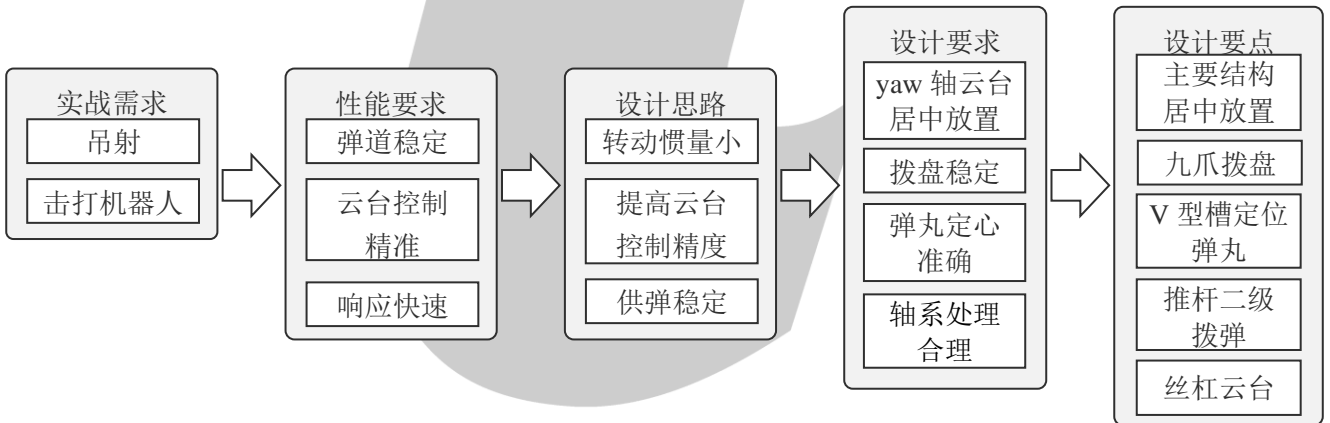 实战需求
吊射
击打机器人
性能要求
弹道稳定
云台控制
精准
响应快速
设计思路
转动惯量小
提高云台
控制精度
供弹稳定
设计要求
yaw 轴云台
居中放置
拨盘稳定
弹丸定心
准确
轴系处理
合理
设计要点
主要结构
居中放置
九爪拨盘
V 型槽定位
弹丸
推杆二级
拨弹
丝杠云台